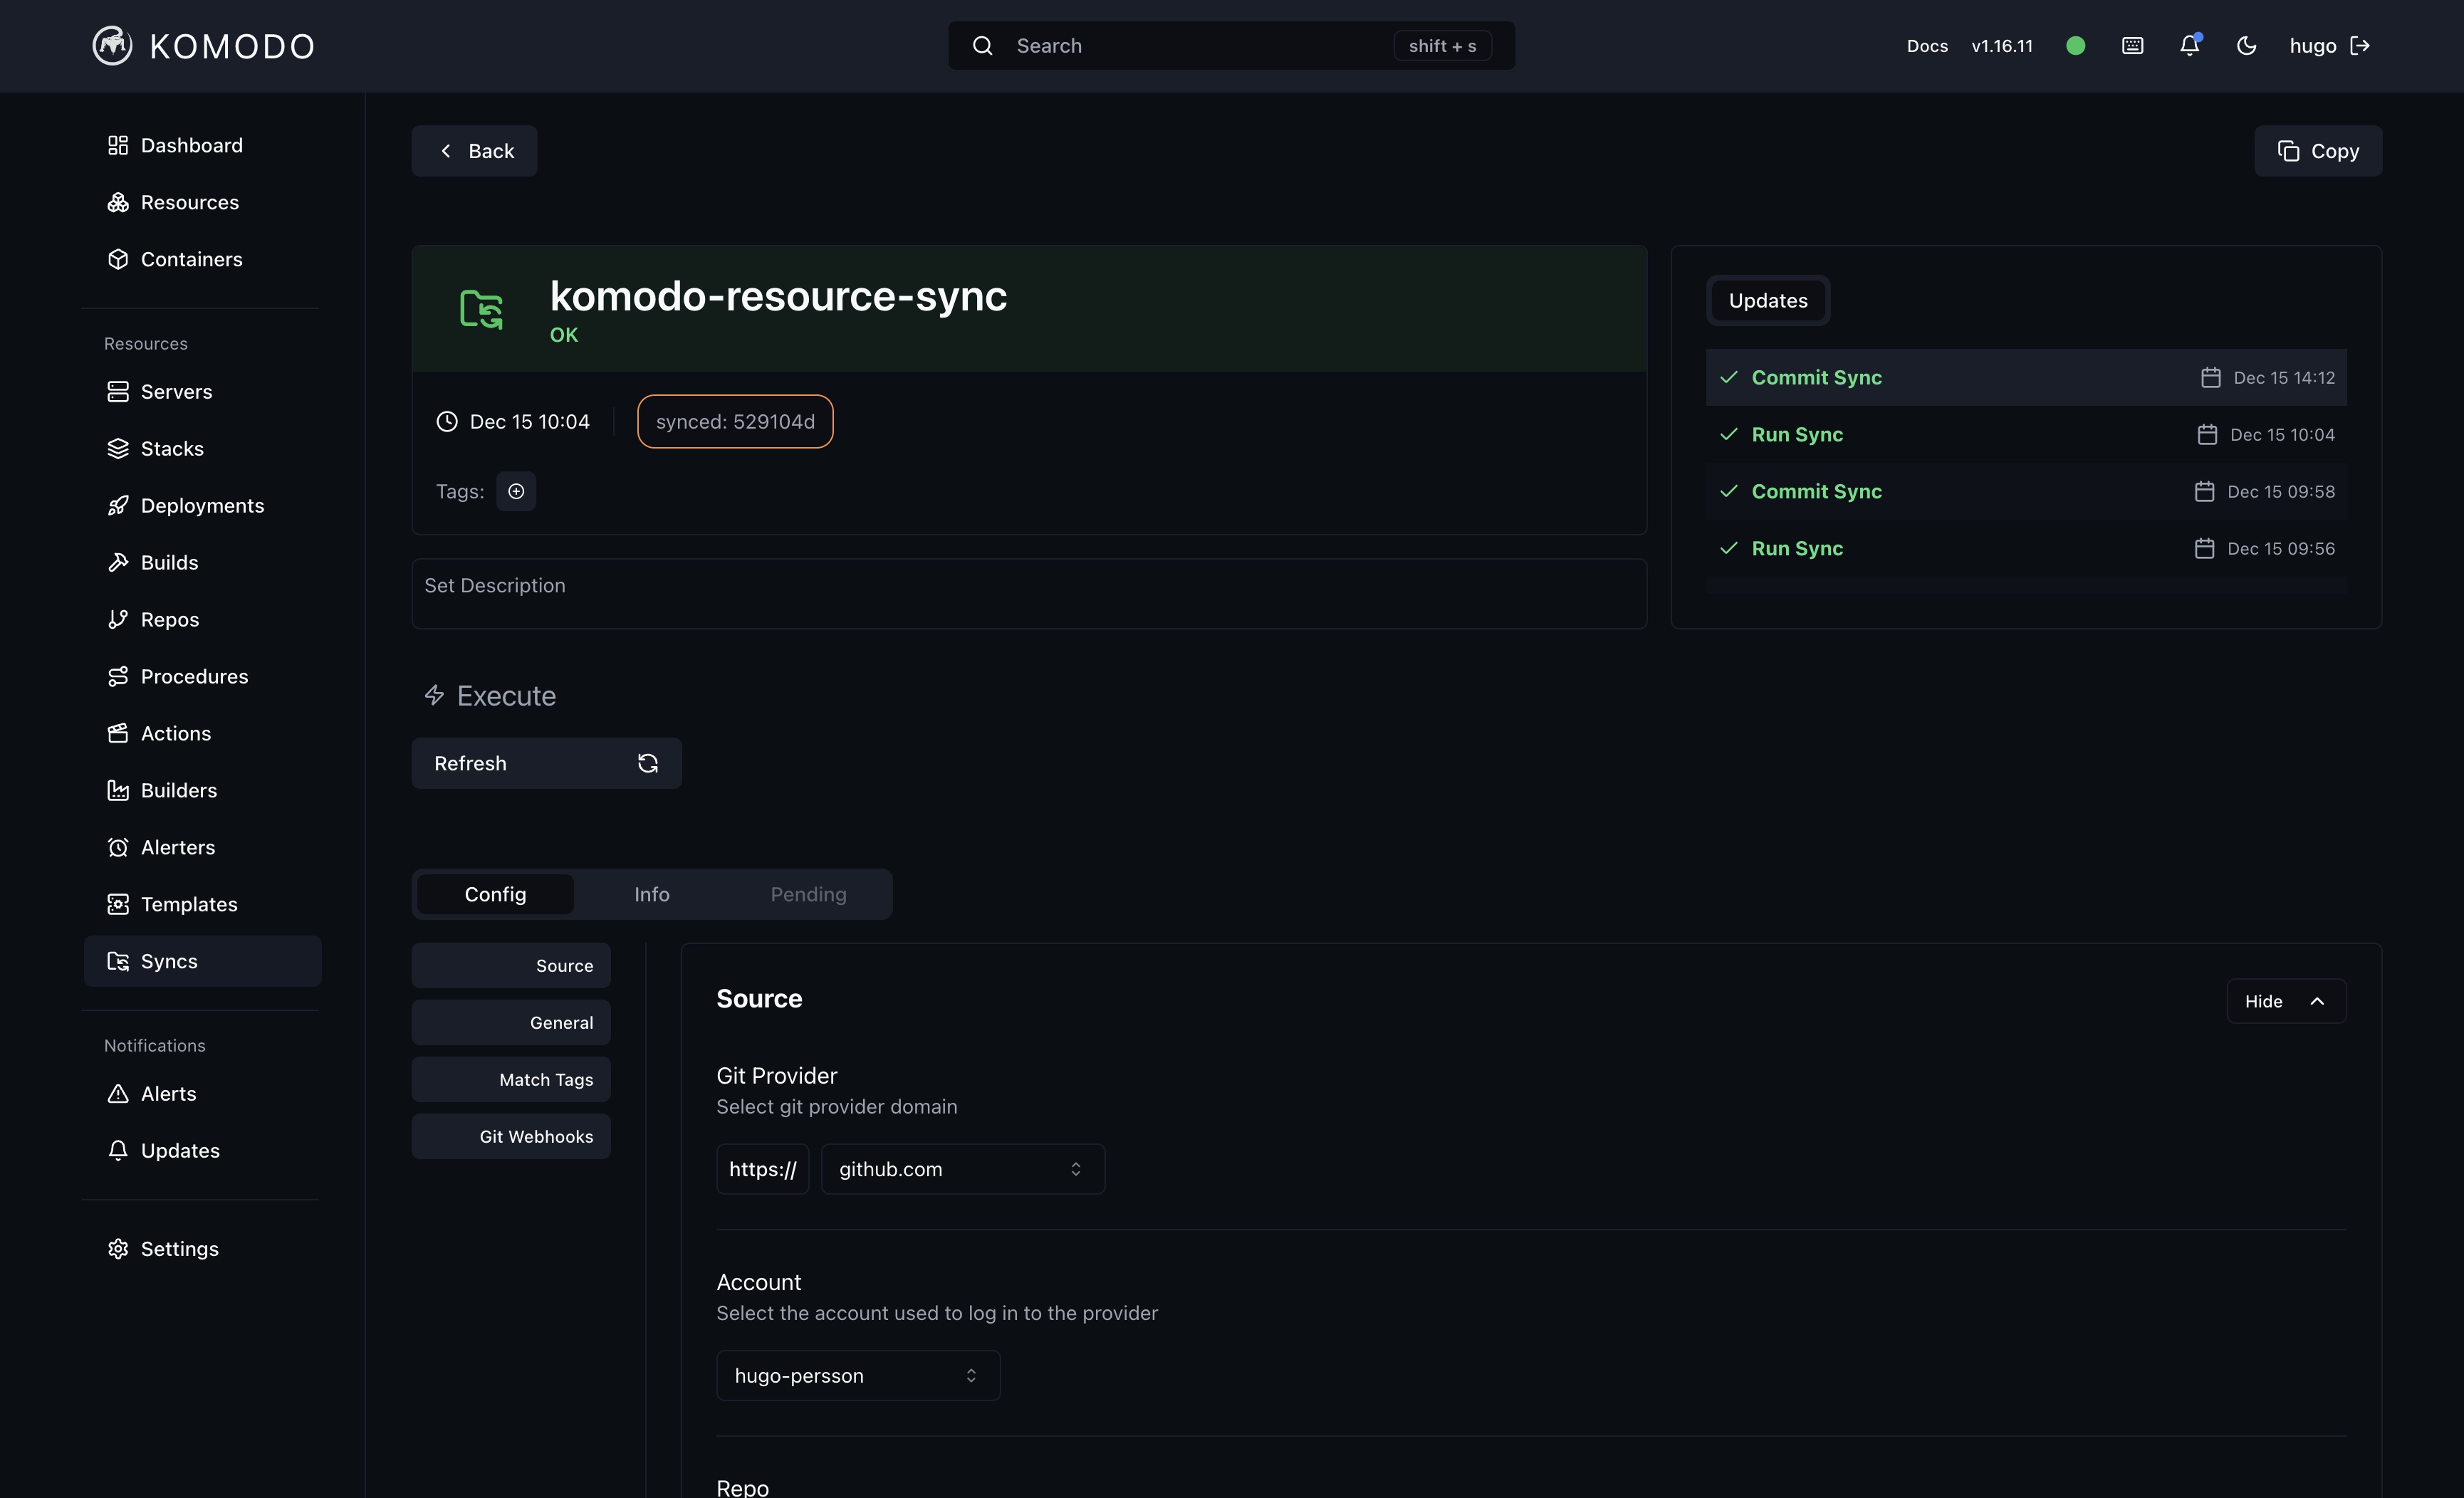 KOMODO
Search
shift + s
Docs
v1.16.11
hugo
Dashboard
Resources
Containers
Resources
Servers
Stacks
Deployments
Builds
Repos
Procedures
Actions
Builders
Alerters
Templates
Syncs
Notifications
Alerts
Updates
Settings
Back
Copy
komodo-resource-sync
OK
Dec 15 10:04
synced: 529104d
Tags:
Set Description
Updates
Commit Sync Dec 15 14:12
Run Sync Dec 15 10:04
Commit Sync Dec 15 09:58
Run Sync Dec 15 09:56
Execute
Refresh
Config
Info
Pending
Source
General
Match Tags
Git Webhooks
Source
Hide
Git Provider
Select git provider domain
https:// github.com
Account
Select the account used to log in to the provider
hugo-persson
Repo